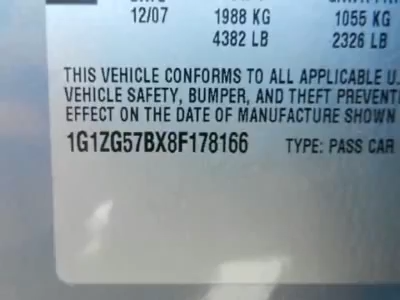 12/07 1988 KG 1055 KG
4382 LB 2326 LB
THIS VEHICLE CONFORMS TO ALL APPLICABLE U.
VEHICLE SAFETY, BUMPER, AND THEFT PREVENTI
EFFECT ON THE DATE OF MANUFACTURE SHOWN
1G1ZG57BX8F178166 TYPE: PASS CAR